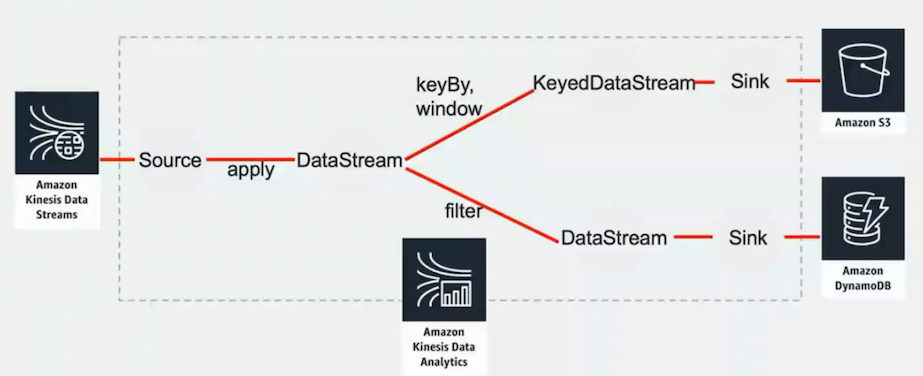 Amazon
Kinesis Data
Streams
Source
apply
DataStream
keyBy,
window
KeyedDataStream
Sink
Amazon S3
filter
DataStream
Sink
Amazon
DynamoDB
Amazon
Kinesis Data
Analytics